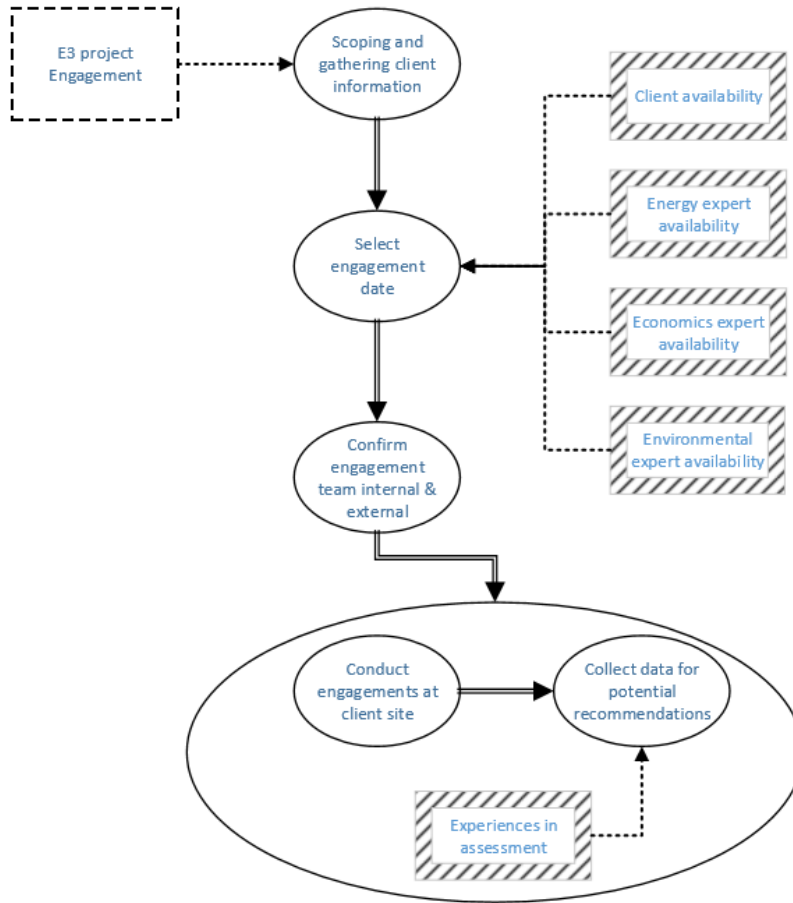 E3 project
Engagement
Scoping and
gathering client
information
Client availability
Energy expert
availability
Select
engagement
date
Economics expert
availability
Environmental
expert availability
Confirm
engagement
team internal &
external
Conduct
engagements at
client site
Collect data for
potential
recommendations
Experiences in
assessment